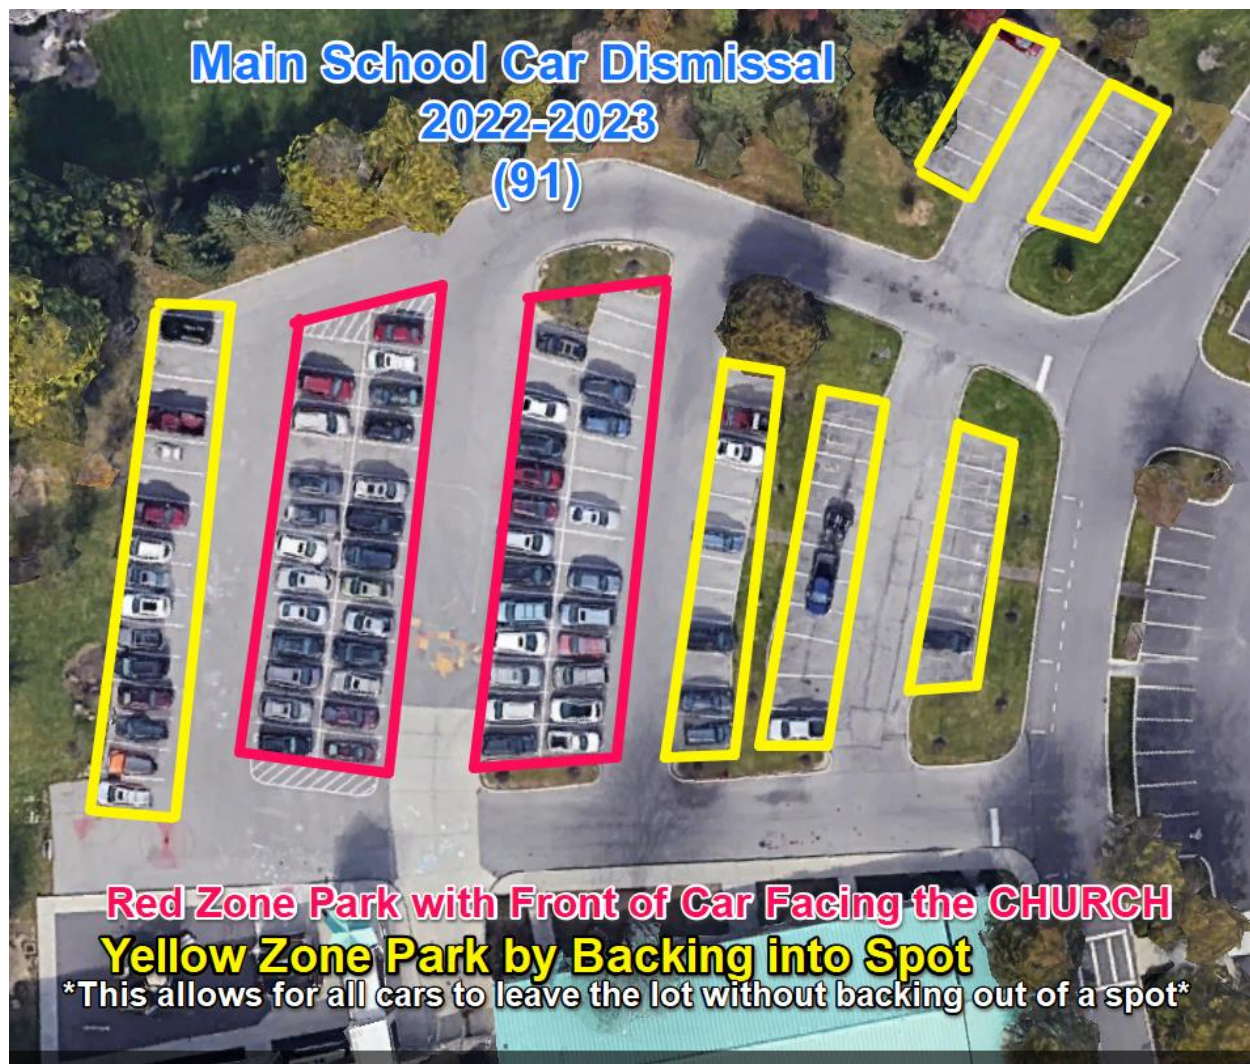 Main School Car Dismissal
2022-2023
(91)
Red Zone Park with Front of Car Facing the CHURCH
Yellow Zone Park by Backing into Spot
*This allows for all cars to leave the lot without backing out of a spot*